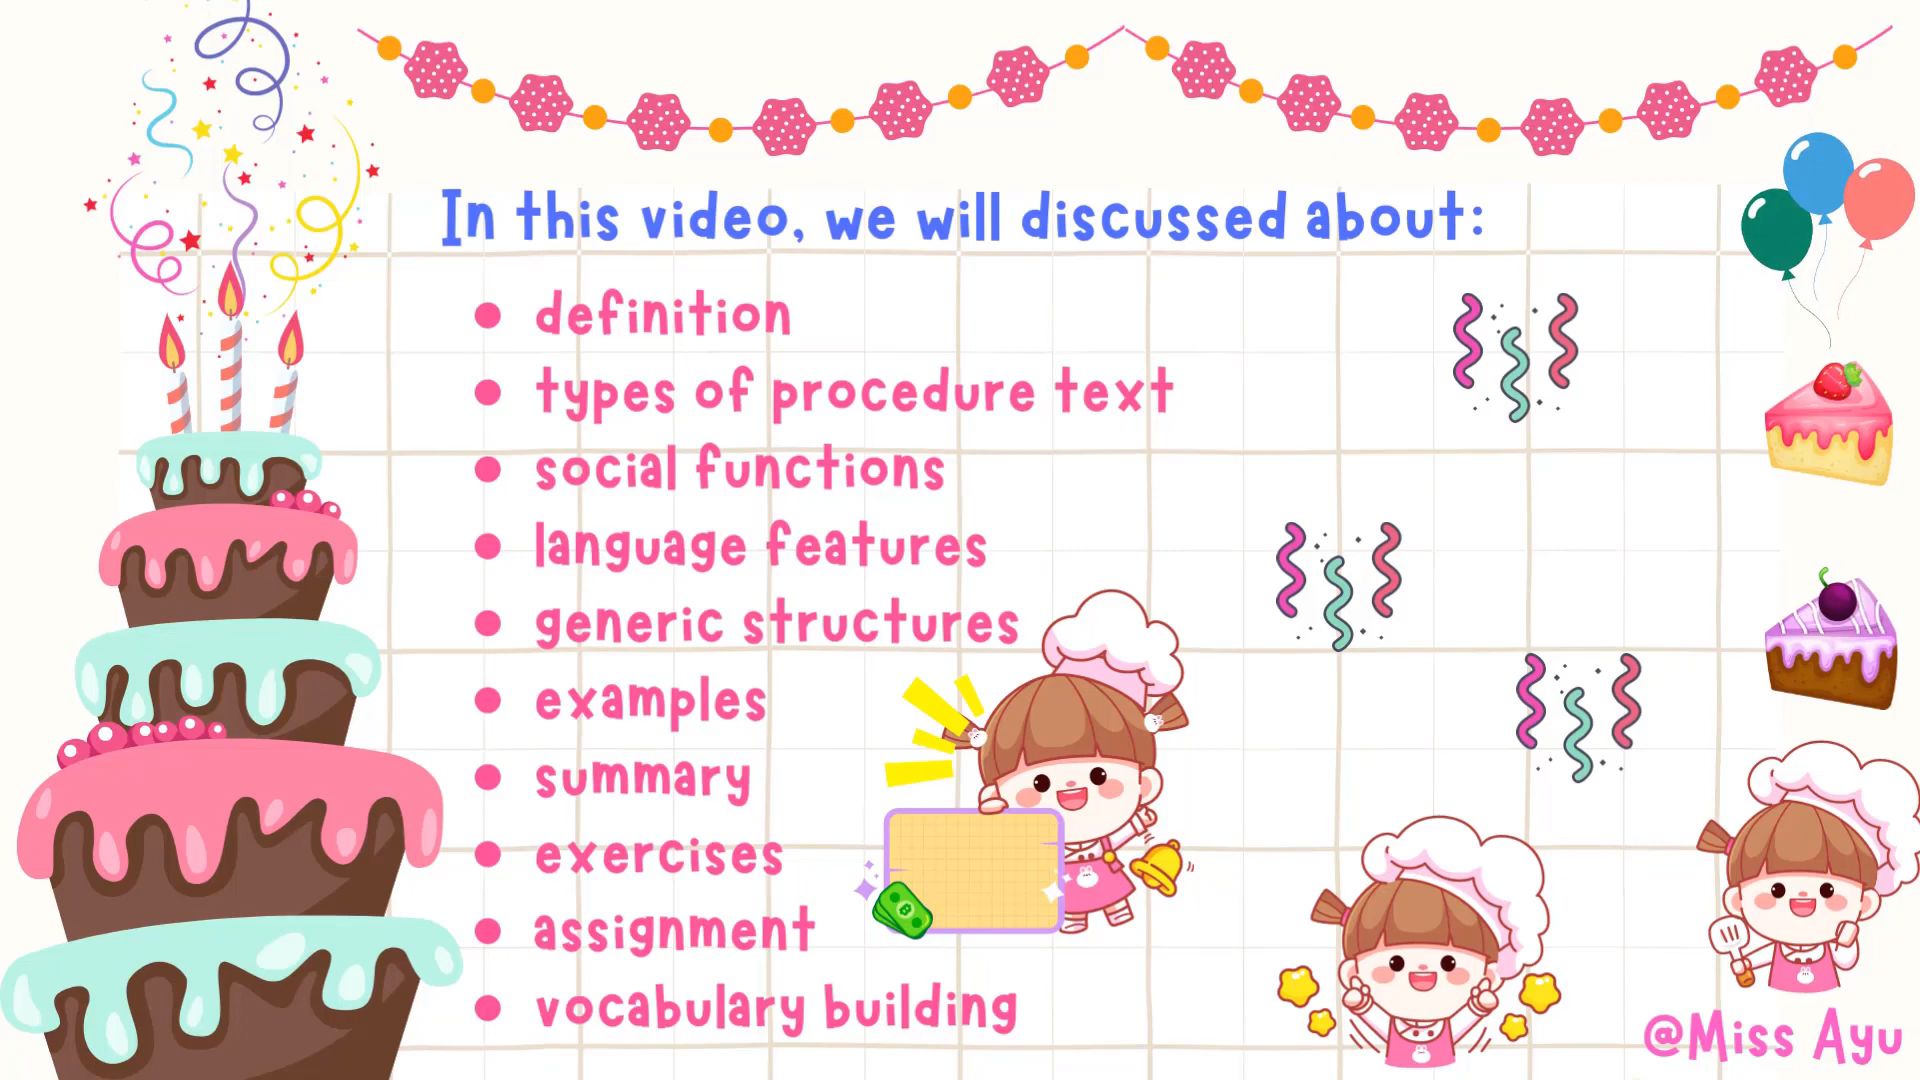 In this video, we will discussed about:
• definition
• types of procedure text
• social functions
• language features
• generic structures
• examples
• summary
• exercises
• assignment
• vocabulary building
@Miss Ayu